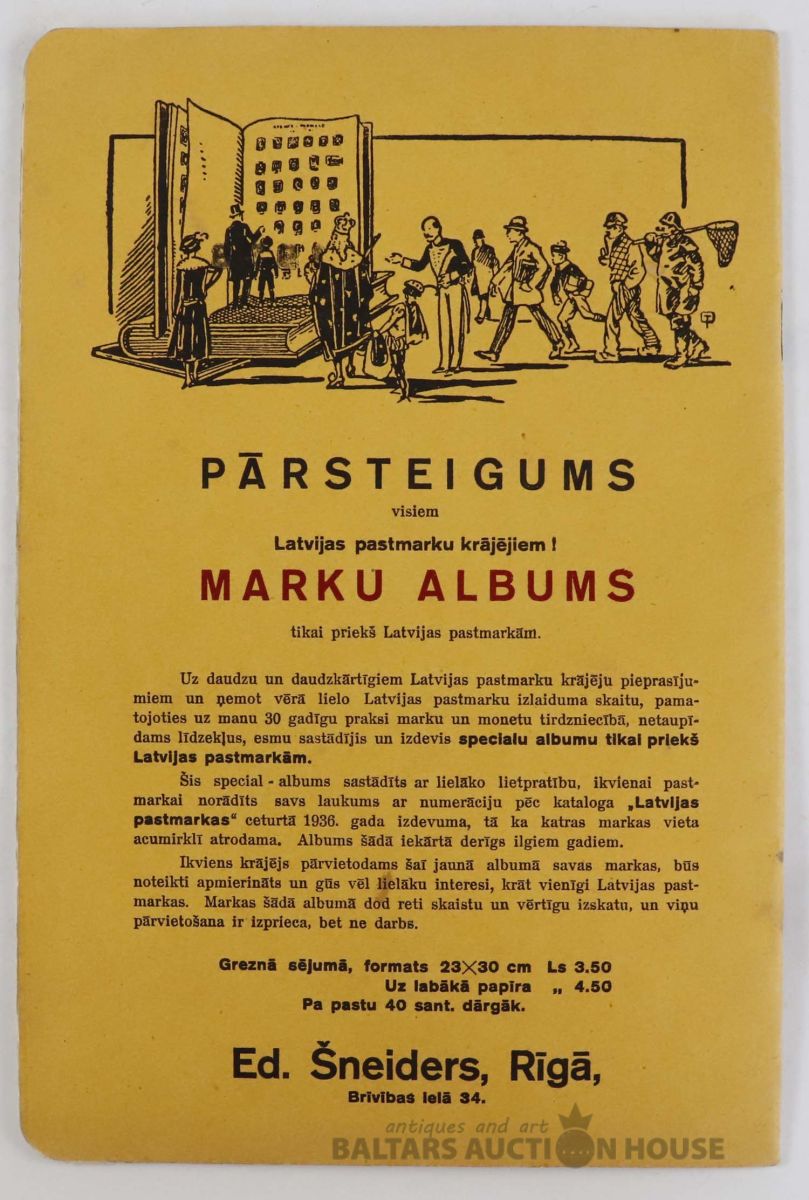 PĀRSTEIGUMS
visiem
Latvijas pastmarku krājējiem!
MARKU ALBUMS
tikai priekš Latvijas pastmarkām.
Uz daudzu un daudzkārtīgiem Latvijas pastmarku krājēju pieprasīju-
miem un ņemot vērā lielo Latvijas pastmarku izlaiduma skaitu, pama-
tojoties uz manu 30 gadīgu praksi marku un monetu tirdzniecībā, netaupī-
dams līdzekļus, esmu sastādījis un izdevis specialu albumu tikai priekš
Latvijas pastmarkām.
Šis special - albums sastādīts ar lielāko lietpratību, ikvienai past-
markai norādīts savs laukums ar numerāciju pēc kataloga „Latvijas
pastmarkas“ ceturtā 1936. gada izdevuma, tā ka katras markas vieta
acumirklī atrodama. Albums šādā iekārtā derīgs ilgiem gadiem.
Ikviens krājējs pārvietodams šaī jaunā albumā savas markas, būs
noteikti apmierināts un gūs vēl lielāku interesi, krāt vienīgi Latvijas past-
markas. Markas šādā albumā dod reti skaistu un vērtīgu izskatu, un viņu
pārvietošana ir izprieca, bet ne darbs.
Greznā sējumā, formats 23×30 cm Ls 3.50
Uz labākā papīra „ 4.50
Pa pastu 40 sant. dārgāk.
Ed. Šneiders, Rīgā,
Brīvības ielā 34.
antiques and art
BALTARS AUCTION HOUSE